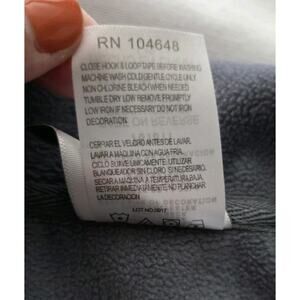 RN 104648
CLOSE HOOK & LOOP TAPE BEFORE WASHING
MACHINE WASH COLD GENTLE CYCLE ONLY
NON CHLORINE BLEACH WHEN NEEDED
TUMBLE DRY LOW REMOVE PROMPTLY
LOW IRON IF NECESSARY DO NOT IRON
DECORATION
CERRAR EL VELCRO ANTES DE LAVAR.
LAVAR A MAQUINA CON AGUA FRIA.
CICLO SUAVE UNICAMENTE. UTILIZAR
BLANQUEADOR SIN CLORO SI NECESARIO.
SECAR A MAQUINA A TEMPERATURA BAJA.
RETIRAR INMEDIATAMENTE. NO PLANCHAR
LA DECORACION